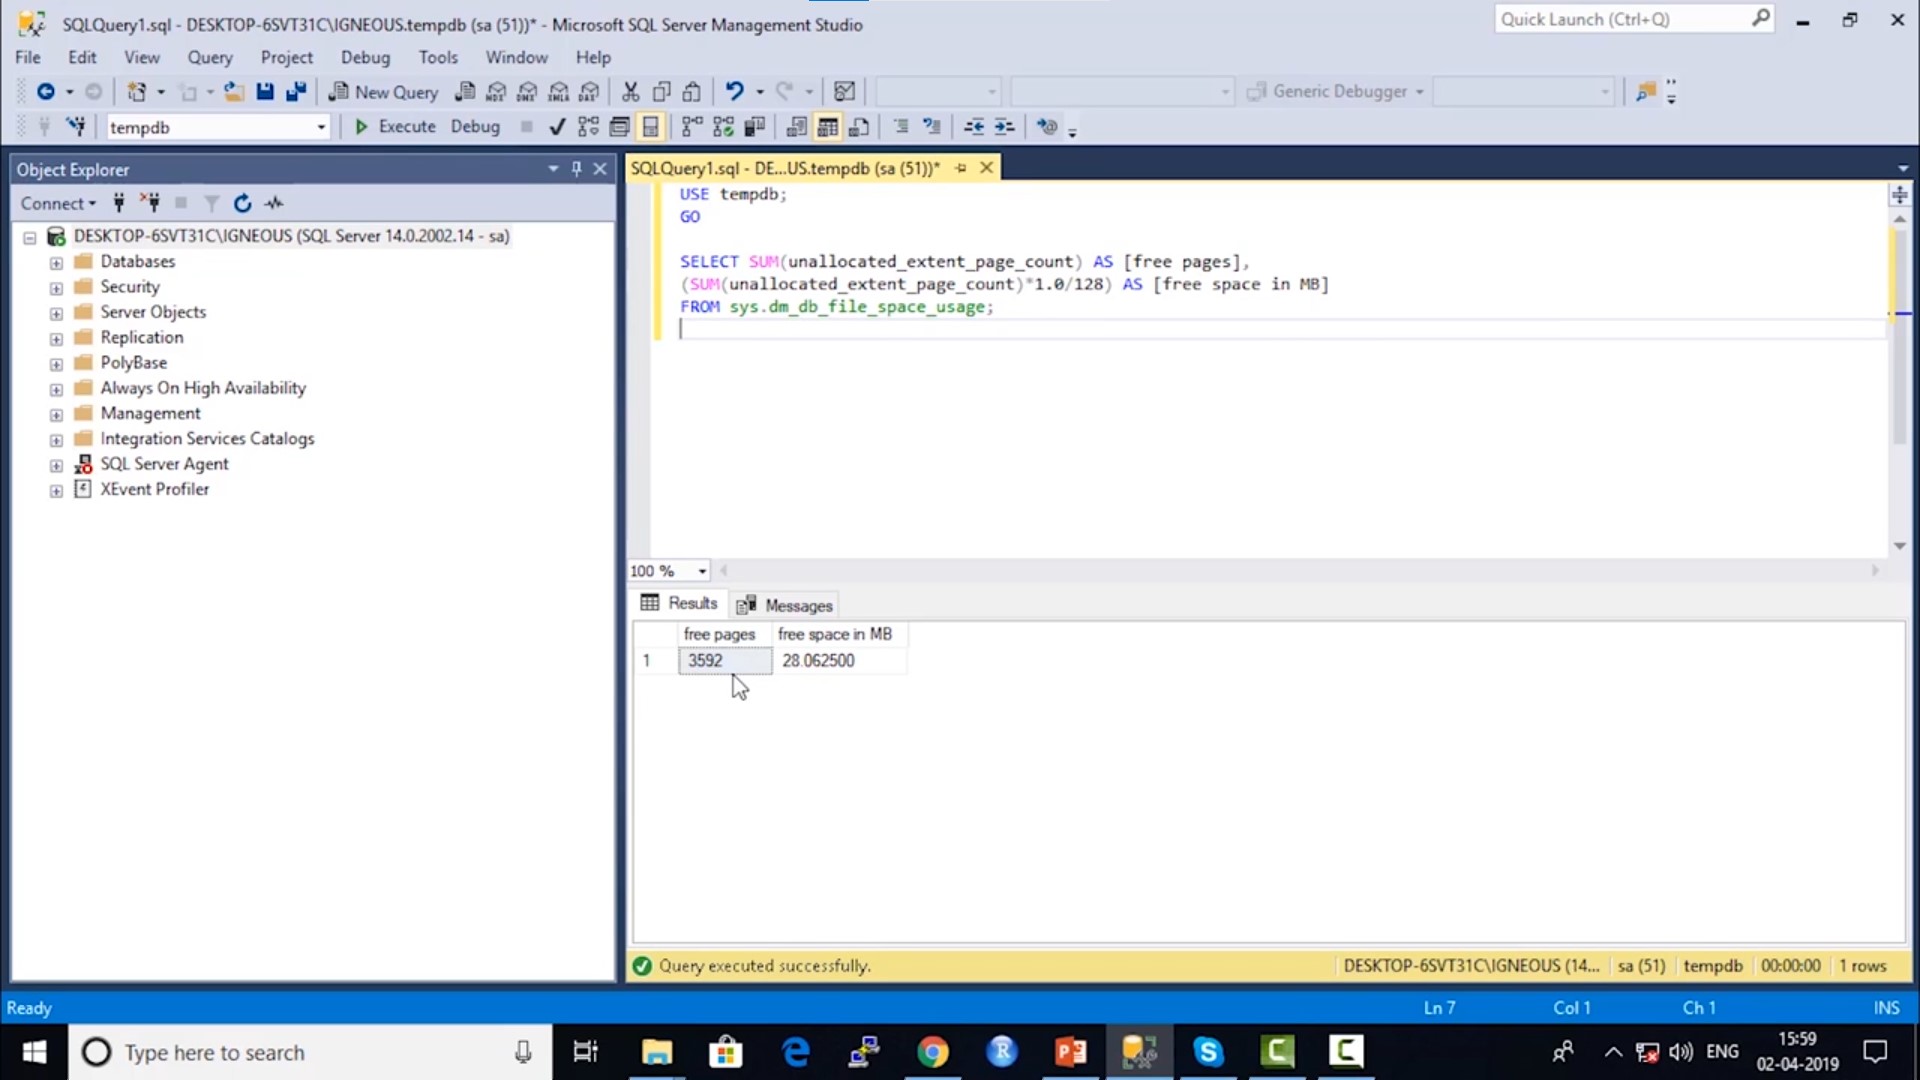 SQLQuery1.sql - DESKTOP-6SVT31C\IGNEOUS.tempdb (sa (51))* - Microsoft SQL Server Management Studio
Quick Launch (Ctrl+Q)
File Edit View Query Project Debug Tools Window Help
New Query
MDX DMX XMLA DAX
Generic Debugger
tempdb
Execute Debug
Object Explorer
Connect
DESKTOP-6SVT31C\IGNEOUS (SQL Server 14.0.2002.14 - sa)
Databases
Security
Server Objects
Replication
PolyBase
Always On High Availability
Management
Integration Services Catalogs
SQL Server Agent
XEvent Profiler
SQLQuery1.sql - DE...US.tempdb (sa (51))*
USE tempdb;
GO
SELECT SUM(unallocated_extent_page_count) AS [free pages],
(SUM(unallocated_extent_page_count)*1.0/128) AS [free space in MB]
FROM sys.dm_db_file_space_usage;
100 %
Results Messages
free pages free space in MB
1 3592 28.062500
Query executed successfully.
DESKTOP-6SVT31C\IGNEOUS (14... sa (51) tempdb 00:00:00 1 rows
Ready
Ln 7 Col 1 Ch 1 INS
Type here to search
ENG
15:59
02-04-2019